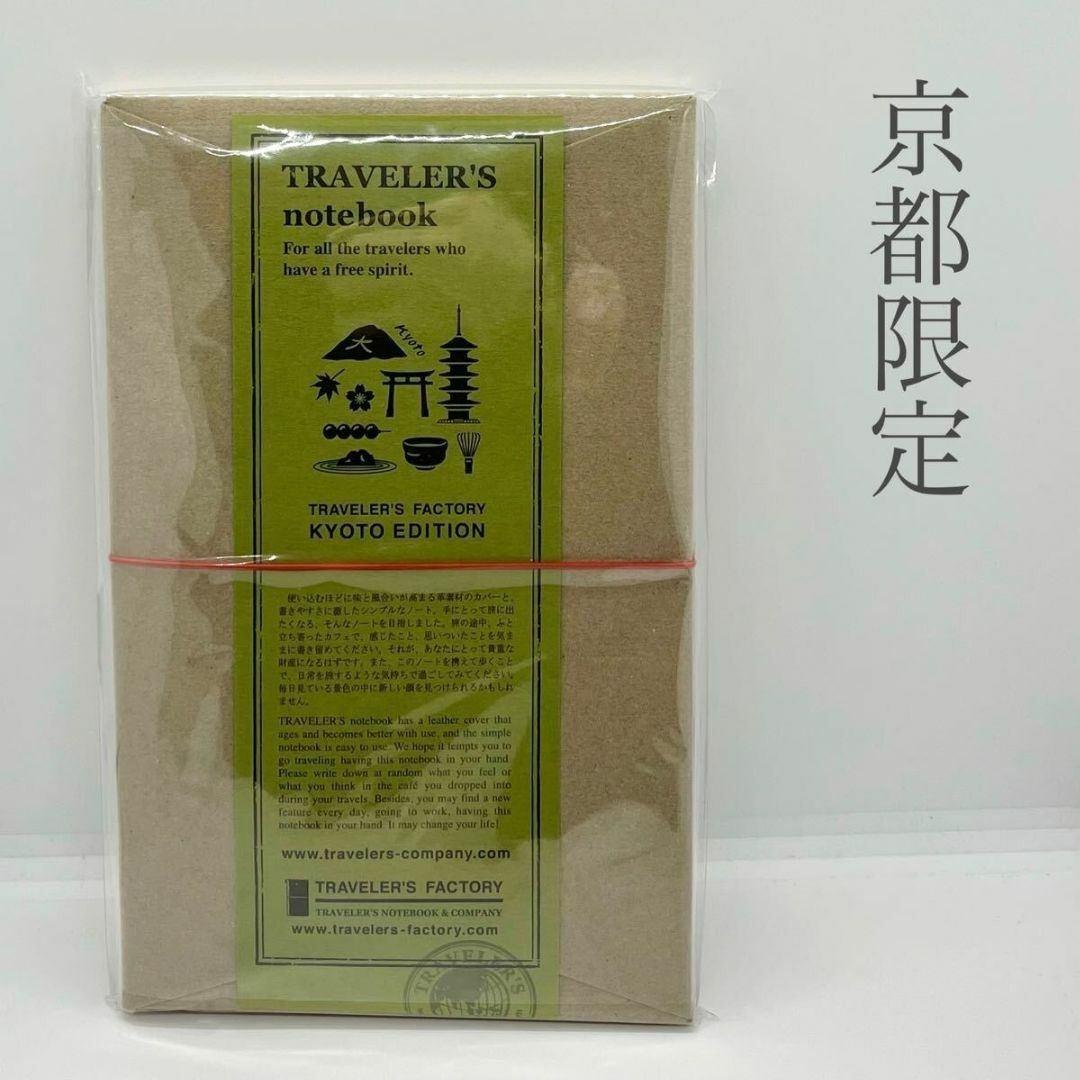 TRAVELER'S
notebook
For all the travelers who
have a free spirit.
Kyoto
大
TRAVELER'S FACTORY
KYOTO EDITION
使い込むほどに味と風合いが高まる革素材のカバーと、
書きやすさに徹したシンプルなノート。手にとって旅に出
たくなる、そんなノートを目指しました。旅の途中、ふと
立ち寄ったカフェで、感じたこと、思いついたことを気ま
まに書き留めてください。それが、あなたにとって貴重な
財産になるはずです。また、このノートを携えて歩くこと
で、日常を旅するような気持ちで過ごしてみてください。
毎日見ている景色の中に新しい顔を見つけられるかもしれ
ません。
TRAVELER'S notebook has a leather cover that
ages and becomes better with use, and the simple
notebook is easy to use. We hope it tempts you to
go traveling having this notebook in your hand.
Please write down at random what you feel or
what you think in the café you dropped into
during your travels. Besides, you may find a new
feature every day, going to work, having this
notebook in your hand. It may change your life!
www.travelers-company.com
TRAVELER'S FACTORY
TRAVELER'S NOTEBOOK & COMPANY
www.travelers-factory.com
TRAVELER'S
京都限定